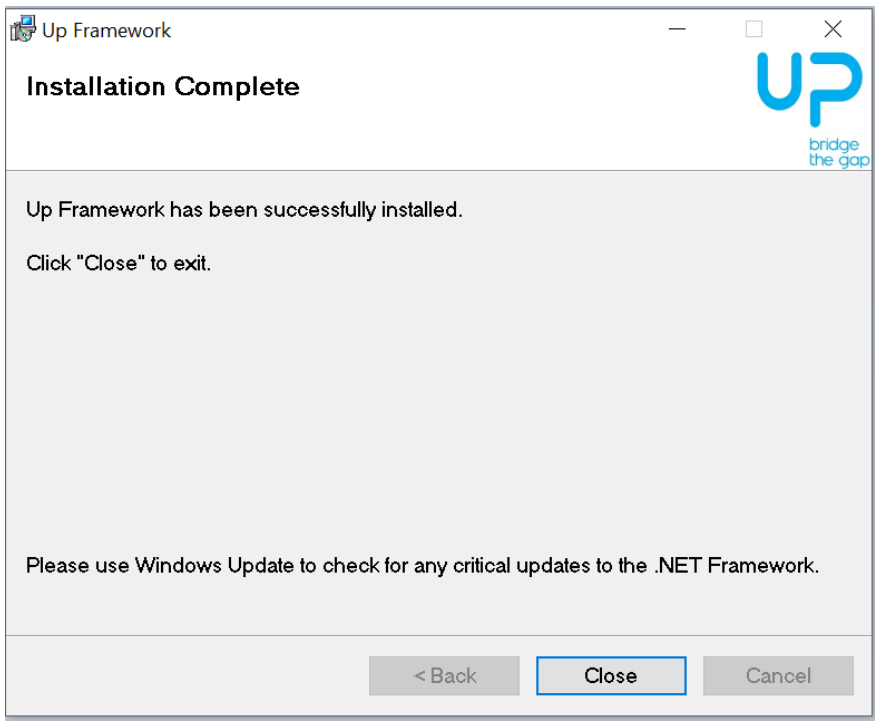 Up Framework
Installation Complete
UP
bridge
the gap
Up Framework has been successfully installed.
Click "Close" to exit.
Please use Windows Update to check for any critical updates to the .NET Framework.
< Back
Close
Cancel